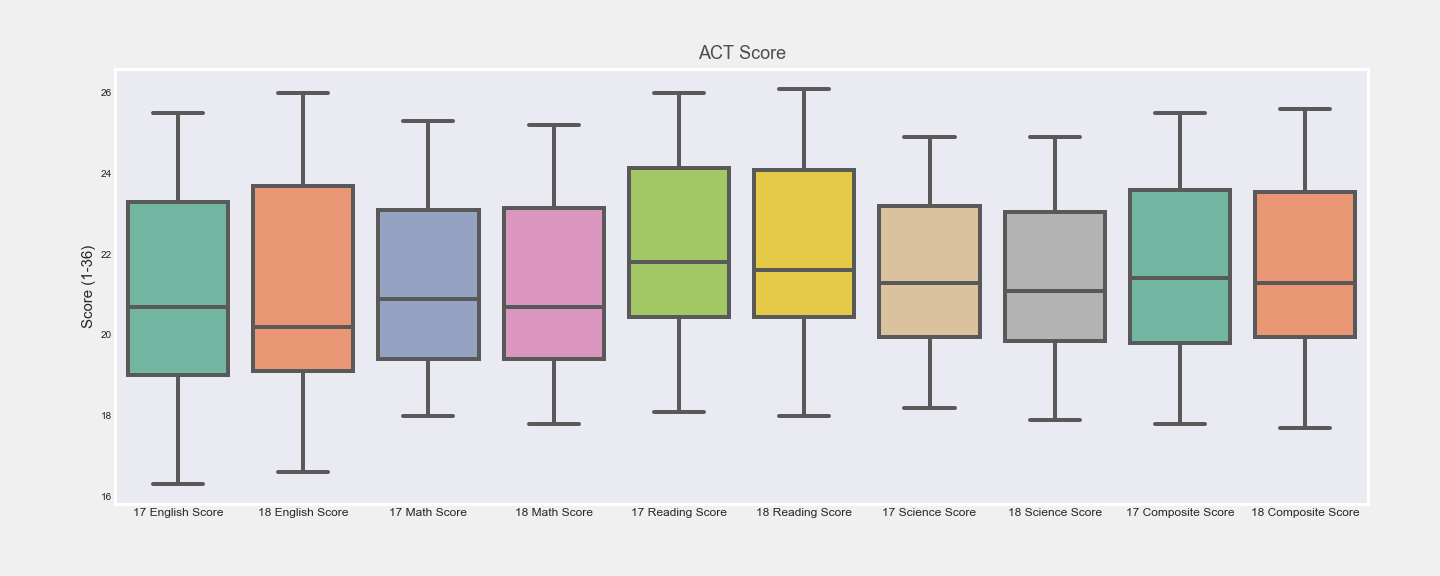 ACT Score
Score (1-36)
26
24
22
20
18
16
17 English Score
18 English Score
17 Math Score
18 Math Score
17 Reading Score
18 Reading Score
17 Science Score
18 Science Score
17 Composite Score
18 Composite Score